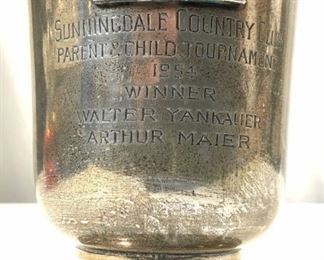 SUNNINGDALE COUNTRY CLUB
PARENT & CHILD TOURNAMENT
1954
WINNER
WALTER YANKAUER
ARTHUR MAIER